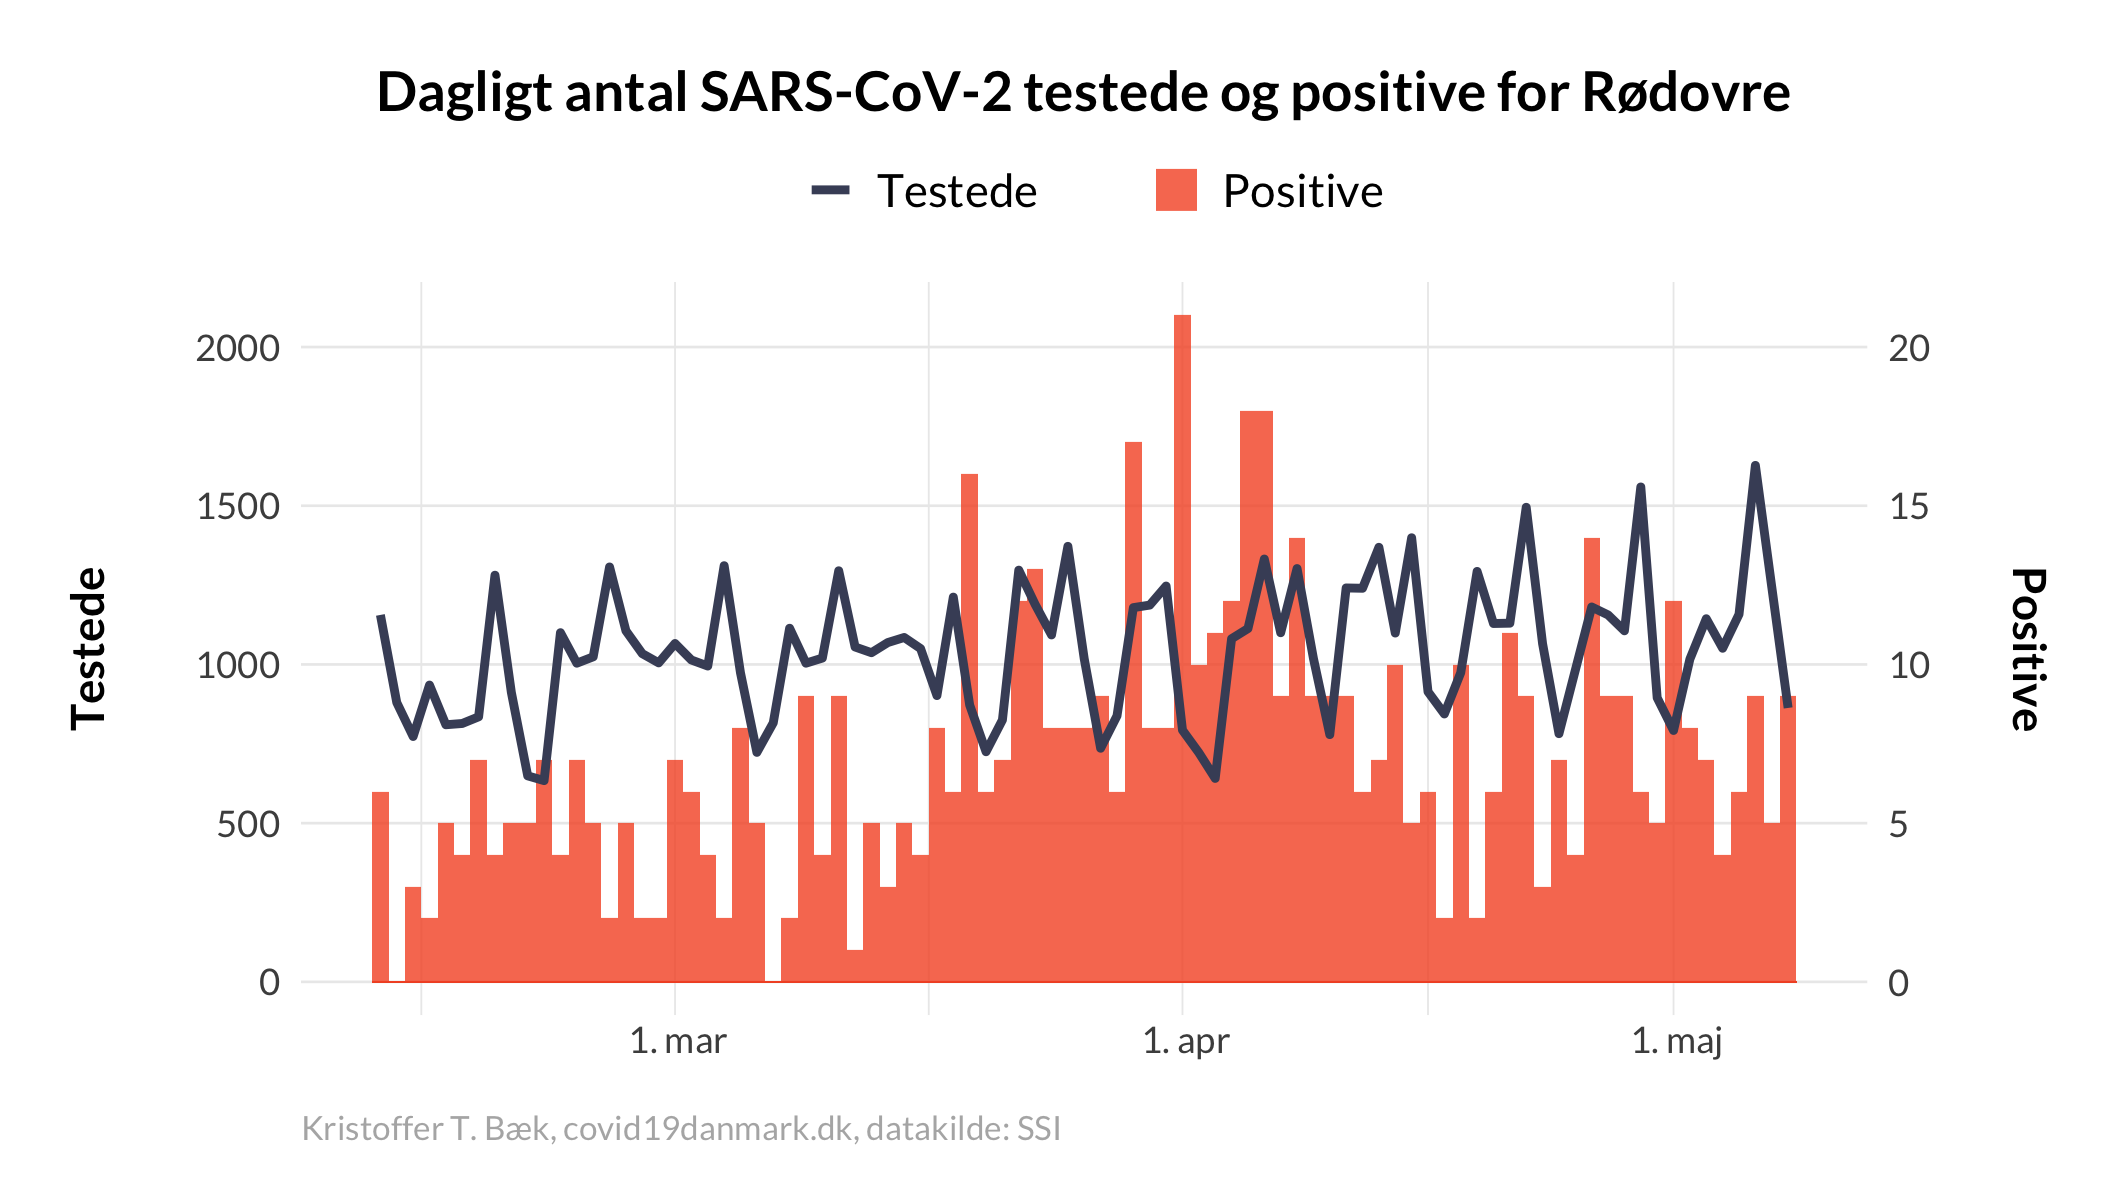 Dagligt antal SARS-CoV-2 testede og positive for Rødovre
Testede Positive
2000 20
1500 15
1000 10
500 5
0 0
Testede
Positive
1. mar 1. apr 1. maj
Kristoffer T. Bæk, covid19danmark.dk, datakilde: SSI